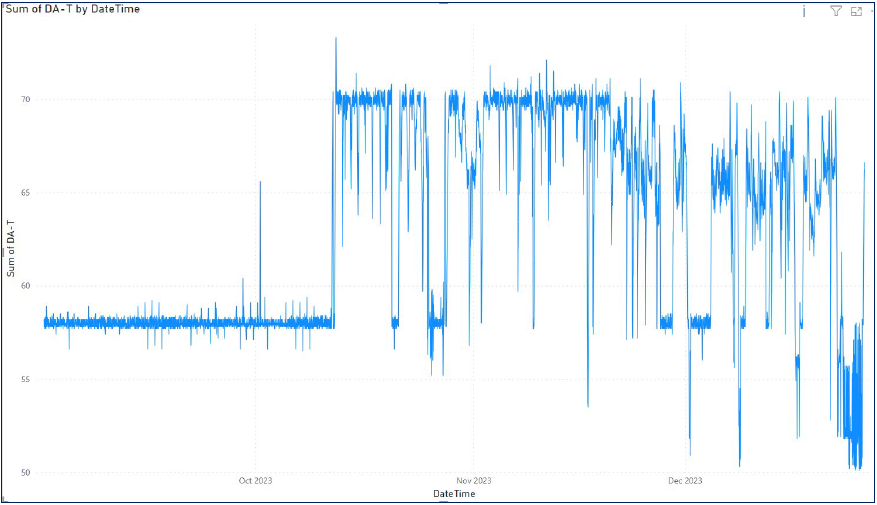 Sum of DA-T by DateTime
70
65
60
55
50
Sum of DA-T
Oct 2023
Nov 2023
Dec 2023
DateTime